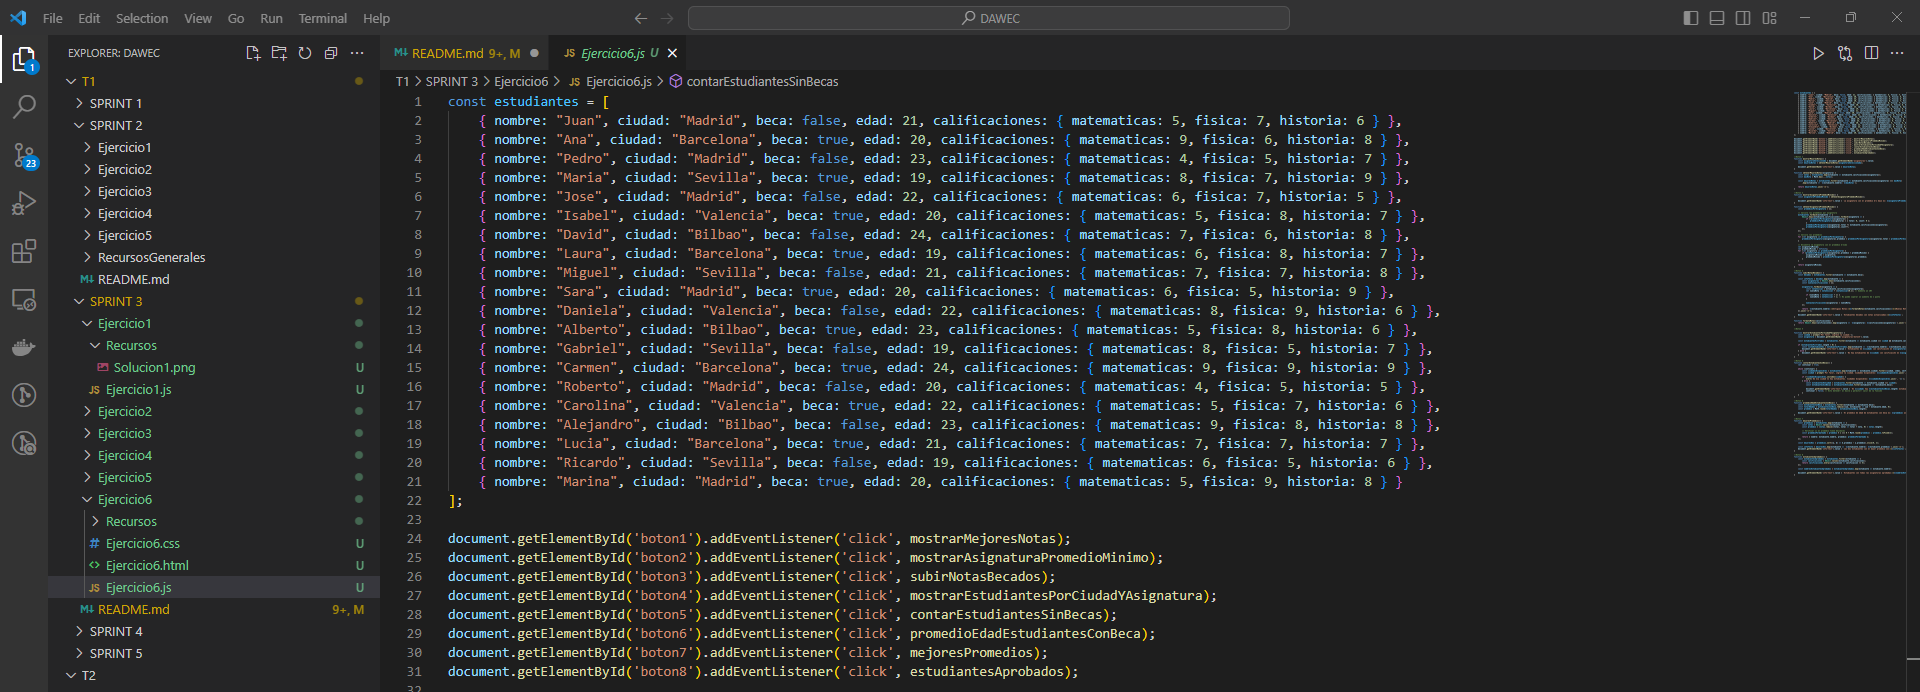 File Edit Selection View Go Run Terminal Help DAWEC
EXPLORER: DAWEC
T1
SPRINT 1
SPRINT 2
Ejercicio1
Ejercicio2
Ejercicio3
Ejercicio4
Ejercicio5
RecursosGenerales
README.md
SPRINT 3
Ejercicio1
Recursos
Solucion1.png U
JS Ejercicio1.js U
Ejercicio2
Ejercicio3
Ejercicio4
Ejercicio5
Ejercicio6
Recursos
# Ejercicio6.css U
<> Ejercicio6.html U
JS Ejercicio6.js U
README.md 9+, M
SPRINT 4
SPRINT 5
T2
1
23
README.md 9+, M JS Ejercicio6.js U
T1 > SPRINT 3 > Ejercicio6 > JS Ejercicio6.js > contarEstudiantesSinBecas
1 const estudiantes = [
2 { nombre: "Juan", ciudad: "Madrid", beca: false, edad: 21, calificaciones: { matematicas: 5, fisica: 7, historia: 6 } },
3 { nombre: "Ana", ciudad: "Barcelona", beca: true, edad: 20, calificaciones: { matematicas: 9, fisica: 6, historia: 8 } },
4 { nombre: "Pedro", ciudad: "Madrid", beca: false, edad: 23, calificaciones: { matematicas: 4, fisica: 5, historia: 7 } },
5 { nombre: "Maria", ciudad: "Sevilla", beca: true, edad: 19, calificaciones: { matematicas: 8, fisica: 7, historia: 9 } },
6 { nombre: "Jose", ciudad: "Madrid", beca: false, edad: 22, calificaciones: { matematicas: 6, fisica: 7, historia: 5 } },
7 { nombre: "Isabel", ciudad: "Valencia", beca: true, edad: 20, calificaciones: { matematicas: 5, fisica: 8, historia: 7 } },
8 { nombre: "David", ciudad: "Bilbao", beca: false, edad: 24, calificaciones: { matematicas: 7, fisica: 6, historia: 8 } },
9 { nombre: "Laura", ciudad: "Barcelona", beca: true, edad: 19, calificaciones: { matematicas: 6, fisica: 8, historia: 7 } },
10 { nombre: "Miguel", ciudad: "Sevilla", beca: false, edad: 21, calificaciones: { matematicas: 7, fisica: 7, historia: 8 } },
11 { nombre: "Sara", ciudad: "Madrid", beca: true, edad: 20, calificaciones: { matematicas: 6, fisica: 5, historia: 9 } },
12 { nombre: "Daniela", ciudad: "Valencia", beca: false, edad: 22, calificaciones: { matematicas: 8, fisica: 9, historia: 6 } },
13 { nombre: "Alberto", ciudad: "Bilbao", beca: true, edad: 23, calificaciones: { matematicas: 5, fisica: 8, historia: 6 } },
14 { nombre: "Gabriel", ciudad: "Sevilla", beca: false, edad: 19, calificaciones: { matematicas: 8, fisica: 5, historia: 7 } },
15 { nombre: "Carmen", ciudad: "Barcelona", beca: true, edad: 24, calificaciones: { matematicas: 9, fisica: 9, historia: 9 } },
16 { nombre: "Roberto", ciudad: "Madrid", beca: false, edad: 20, calificaciones: { matematicas: 4, fisica: 5, historia: 5 } },
17 { nombre: "Carolina", ciudad: "Valencia", beca: true, edad: 22, calificaciones: { matematicas: 5, fisica: 7, historia: 6 } },
18 { nombre: "Alejandro", ciudad: "Bilbao", beca: false, edad: 23, calificaciones: { matematicas: 9, fisica: 8, historia: 8 } },
19 { nombre: "Lucia", ciudad: "Barcelona", beca: true, edad: 21, calificaciones: { matematicas: 7, fisica: 7, historia: 7 } },
20 { nombre: "Ricardo", ciudad: "Sevilla", beca: false, edad: 19, calificaciones: { matematicas: 6, fisica: 5, historia: 6 } },
21 { nombre: "Marina", ciudad: "Madrid", beca: true, edad: 20, calificaciones: { matematicas: 5, fisica: 9, historia: 8 } }
22 ];
23
24 document.getElementById('boton1').addEventListener('click', mostrarMejoresNotas);
25 document.getElementById('boton2').addEventListener('click', mostrarAsignaturaPromedioMinimo);
26 document.getElementById('boton3').addEventListener('click', subirNotasBecados);
27 document.getElementById('boton4').addEventListener('click', mostrarEstudiantesPorCiudadYAsignatura);
28 document.getElementById('boton5').addEventListener('click', contarEstudiantesSinBecas);
29 document.getElementById('boton6').addEventListener('click', promedioEdadEstudiantesConBeca);
30 document.getElementById('boton7').addEventListener('click', mejoresPromedios);
31 document.getElementById('boton8').addEventListener('click', estudiantesAprobados);
32